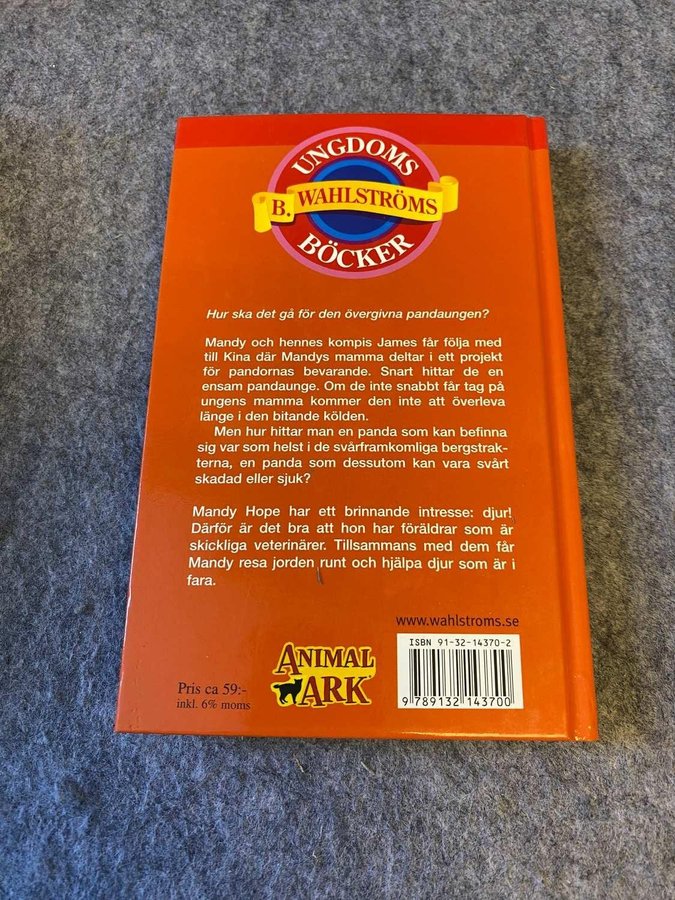 UNGDOMS
B. WAHLSTRÖMS
BÖCKER
Hur ska det gå för den övergivna pandaungen?
Mandy och hennes kompis James får följa med
till Kina där Mandys mamma deltar i ett projekt
för pandornas bevarande. Snart hittar de en
ensam pandaunge. Om de inte snabbt får tag på
ungens mamma kommer den inte att överleva
länge i den bitande kölden.
Men hur hittar man en panda som kan befinna
sig var som helst i de svårframkomliga bergstrak-
terna, en panda som dessutom kan vara svårt
skadad eller sjuk?
Mandy Hope har ett brinnande intresse: djur!
Därför är det bra att hon har föräldrar som är
skickliga veterinärer. Tillsammans med dem får
Mandy resa jorden runt och hjälpa djur som är i
fara.
www.wahlstroms.se
ISBN 91-32-14370-2
ANIMAL
ARK
Pris ca 59:-
inkl. 6% moms
9 789132 143700